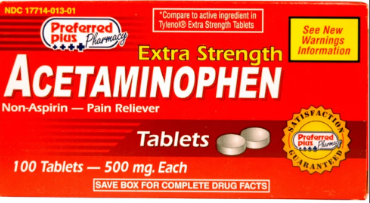 NDC 17714-013-01
Preferred
Plus Pharmacy
*Compare to active ingredient in
Tylenol® Extra Strength Tablets
See New
Warnings
Information
Extra Strength
ACETAMINOPHEN
Non-Aspirin — Pain Reliever
Tablets
SATISFACTION
Preferred
Plus Pharmacy
GUARANTEED
100 Tablets — 500 mg. Each
SAVE BOX FOR COMPLETE DRUG FACTS